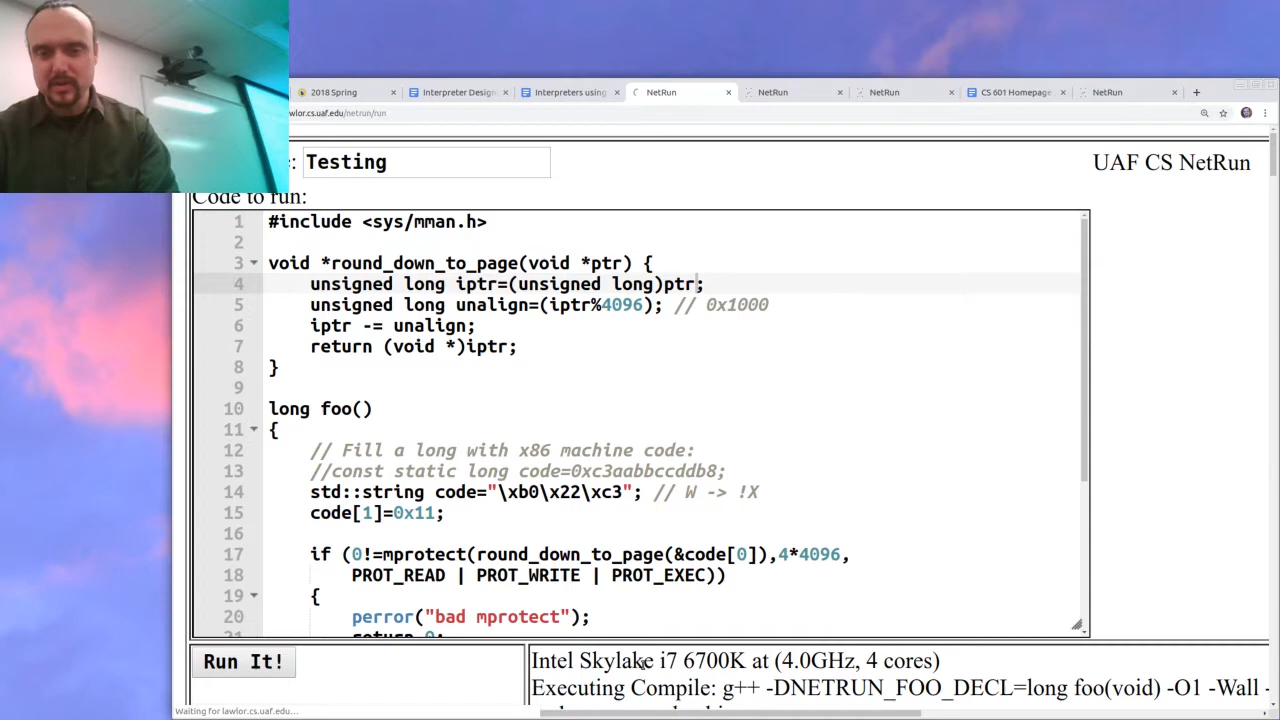 2018 Spring
Interpreter Design
Interpreters using
NetRun
NetRun
NetRun
CS 601 Homepage
NetRun
lawlor.cs.uaf.edu/netrun/run
Testing
UAF CS NetRun
Code to run:
1 #include <sys/mman.h>
2
3 void *round_down_to_page(void *ptr) {
4 unsigned long iptr=(unsigned long)ptr;
5 unsigned long unalign=(iptr%4096); // 0x1000
6 iptr -= unalign;
7 return (void *)iptr;
8 }
9
10 long foo()
11 {
12 // Fill a long with x86 machine code:
13 //const static long code=0xc3aabbccddb8;
14 std::string code="\xb0\x22\xc3"; // W -> !X
15 code[1]=0x11;
16
17 if (0!=mprotect(round_down_to_page(&code[0]),4*4096,
18 PROT_READ | PROT_WRITE | PROT_EXEC))
19 {
20 perror("bad mprotect");
21 return 0;
Run It!
Intel Skylake i7 6700K at (4.0GHz, 4 cores)
Executing Compile: g++ -DNETRUN_FOO_DECL=long foo(void) -O1 -Wall -
Waiting for lawlor.cs.uaf.edu...